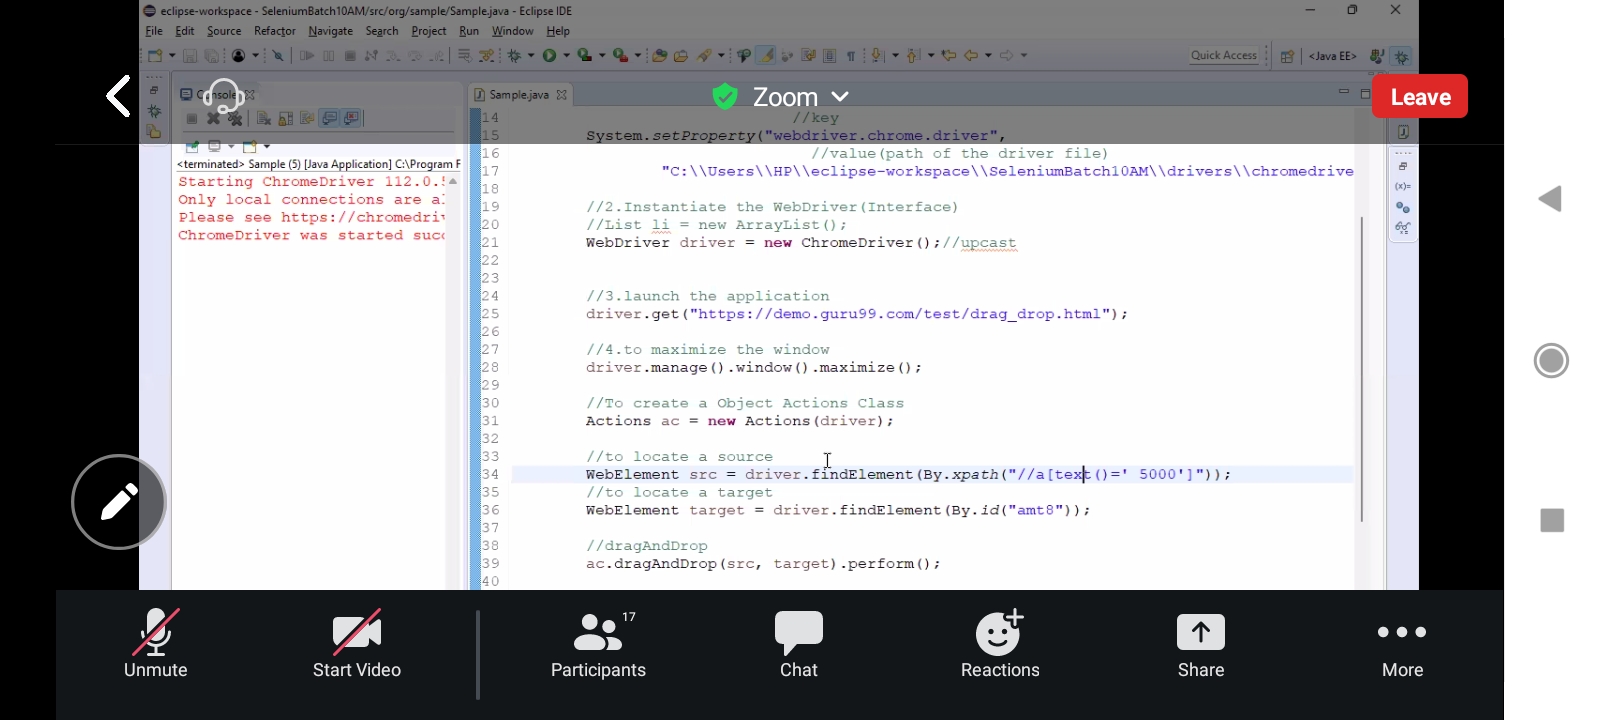 eclipse-workspace - SeleniumBatch10AM/src/org/sample/Sample.java - Eclipse IDE
File Edit Source Refactor Navigate Search Project Run Window Help
Quick Access
<Java EE>
Console
Sample.java
Zoom
Leave
<terminated> Sample (5) [Java Application] C:\Program F
Starting ChromeDriver 112.0.5
Only local connections are al
Please see https://chromedriv
ChromeDriver was started succ
14 //key
15 System.setProperty("webdriver.chrome.driver",
16 //value(path of the driver file)
17 "C:\\Users\\HP\\eclipse-workspace\\SeleniumBatch10AM\\drivers\\chromedrive
18
19 //2.Instantiate the WebDriver(Interface)
20 //List li = new ArrayList();
21 WebDriver driver = new ChromeDriver();//upcast
22
23
24 //3.launch the application
25 driver.get("https://demo.guru99.com/test/drag_drop.html");
26
27 //4.to maximize the window
28 driver.manage().window().maximize();
29
30 //To create a Object Actions Class
31 Actions ac = new Actions(driver);
32
33 //to locate a source
34 WebElement src = driver.findElement(By.xpath("//a[text()=' 5000']"));
35 //to locate a target
36 WebElement target = driver.findElement(By.id("amt8"));
37
38 //dragAndDrop
39 ac.dragAndDrop(src, target).perform();
40
(x)=
Unmute
Start Video
17
Participants
Chat
Reactions
Share
More